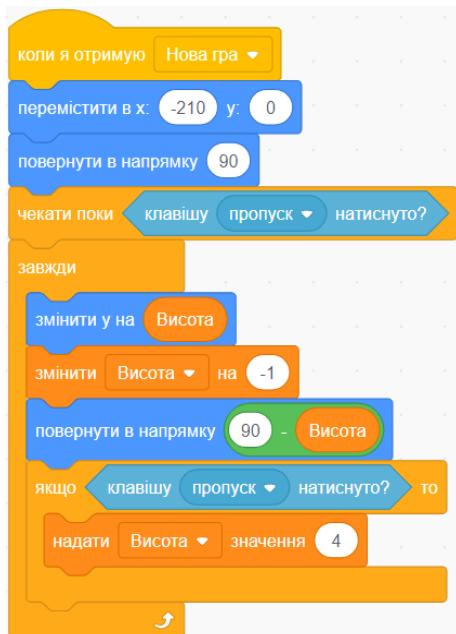 коли я отримую Нова гра
перемістити в x: -210 y: 0
повернути в напрямку 90
чекати поки клавішу пропуск натиснуто?
завжди
змінити y на Висота
змінити Висота на -1
повернути в напрямку 90 - Висота
якщо клавішу пропуск натиснуто? то
надати Висота значення 4